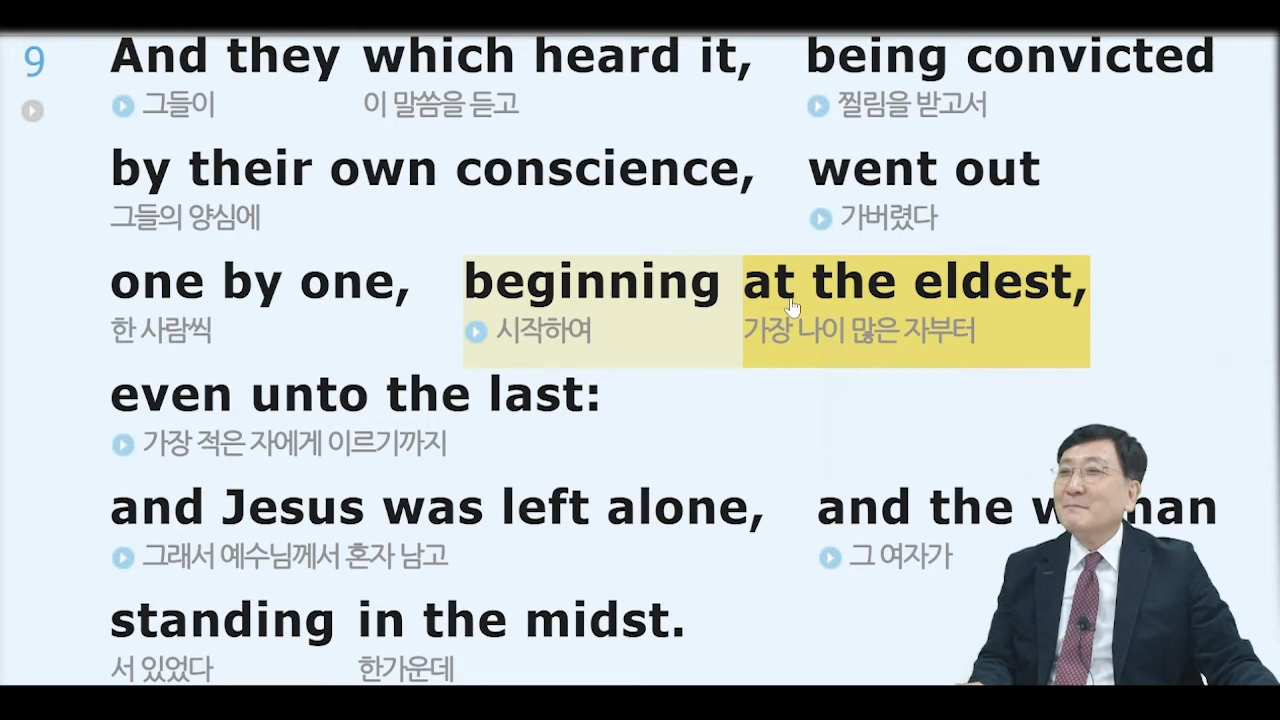 9 And they which heard it, being convicted
그들이 이 말씀을 듣고 찔림을 받고서
by their own conscience, went out
그들의 양심에 가버렸다
one by one, beginning at the eldest,
한 사람씩 시작하여 가장 나이 많은 자부터
even unto the last:
가장 적은 자에게 이르기까지
and Jesus was left alone, and the
그래서 예수님께서 혼자 남고 그 여자가
standing in the midst.
서 있었다 한가운데